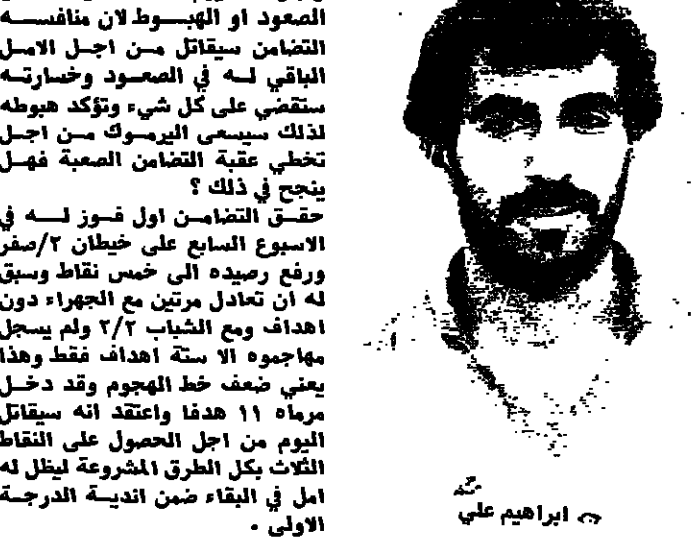 الصعود او الهبوط لان منافسه
التضامن سيقاتل من اجل الامل
الباقي له في الصعود وخسارته
ستقضي على كل شيء وتؤكد هبوطه
لذلك سيسعى اليرموك من اجل
تخطي عقبة التضامن الصعبة فهل
ينجح في ذلك ؟
حقق التضامن اول فوز له في
الاسبوع السابع على خيطان ٢/صفر
ورفع رصيده الى خمس نقاط وسبق
له ان تعادل مرتين مع الجهراء دون
اهداف ومع الشباب ٢/٢ ولم يسجل
مهاجموه الا ستة اهداف فقط وهذا
يعني ضعف خط الهجوم وقد دخل
مرماه ١١ هدفا واعتقد انه سيقاتل
اليوم من اجل الحصول على النقاط
الثلاث بكل الطرق المشروعة ليظل له
امل في البقاء ضمن اندية الدرجة
الاولى .
ابراهيم علي